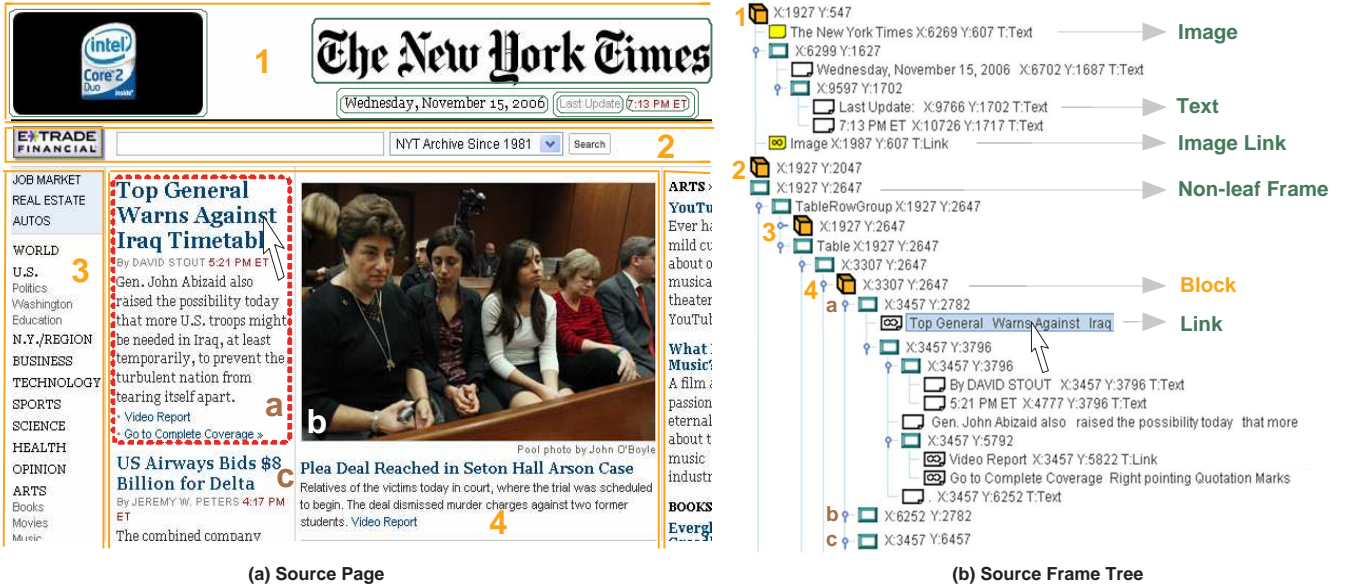 intel
Core™2
Duo
inside™
1
The New York Times
Wednesday, November 15, 2006 Last Update 7:13 PM ET
E*TRADE
FINANCIAL
NYT Archive Since 1981
Search
2
JOB MARKET
REAL ESTATE
AUTOS
WORLD
3
U.S.
Politics
Washington
Education
N.Y./REGION
BUSINESS
TECHNOLOGY
SPORTS
SCIENCE
HEALTH
OPINION
ARTS
Books
Movies
Music
Top General
Warns Against
Iraq Timetabl
By DAVID STOUT 5:21 PM ET
Gen. John Abizaid also
raised the possibility today
that more U.S. troops might
be needed in Iraq, at least
temporarily, to prevent the
turbulent nation from
tearing itself apart.
a
· Video Report
· Go to Complete Coverage »
US Airways Bids $8
Billion for Delta
c
By JEREMY W. PETERS 4:17 PM
ET
The combined company
b
Pool photo by John O'Boyle
Plea Deal Reached in Seton Hall Arson Case
Relatives of the victims today in court, where the trial was scheduled
to begin. The deal dismissed murder charges against two former
students. Video Report
4
ARTS ›
YouTu
Ever ha
mild cu
about o
musica
theater
YouTub
What
Music?
A film a
passion
eternal
about t
music
industr
BOOKS
Everg
(a) Source Page
1 X:1927 Y:547
The New York Times X:6269 Y:607 T:Text
Image
X:6299 Y:1627
Wednesday, November 15, 2006 X:6702 Y:1687 T:Text
X:9597 Y:1702
Last Update: X:9766 Y:1702 T:Text
Text
7:13 PM ET X:10726 Y:1717 T:Text
Image X:1987 Y:607 T:Link
Image Link
2 X:1927 Y:2047
X:1927 Y:2647
Non-leaf Frame
TableRowGroup X:1927 Y:2647
3 X:1927 Y:2647
Table X:1927 Y:2647
X:3307 Y:2647
4 X:3307 Y:2647
Block
a X:3457 Y:2782
Top General Warns Against Iraq
Link
X:3457 Y:3796
X:3457 Y:3796
By DAVID STOUT X:3457 Y:3796 T:Text
5:21 PM ET X:4777 Y:3796 T:Text
Gen. John Abizaid also raised the possibility today that more
X:3457 Y:5792
Video Report X:3457 Y:5822 T:Link
Go to Complete Coverage Right pointing Quotation Marks
. X:3457 Y:6252 T:Text
b X:6252 Y:2782
c X:3457 Y:6457
(b) Source Frame Tree